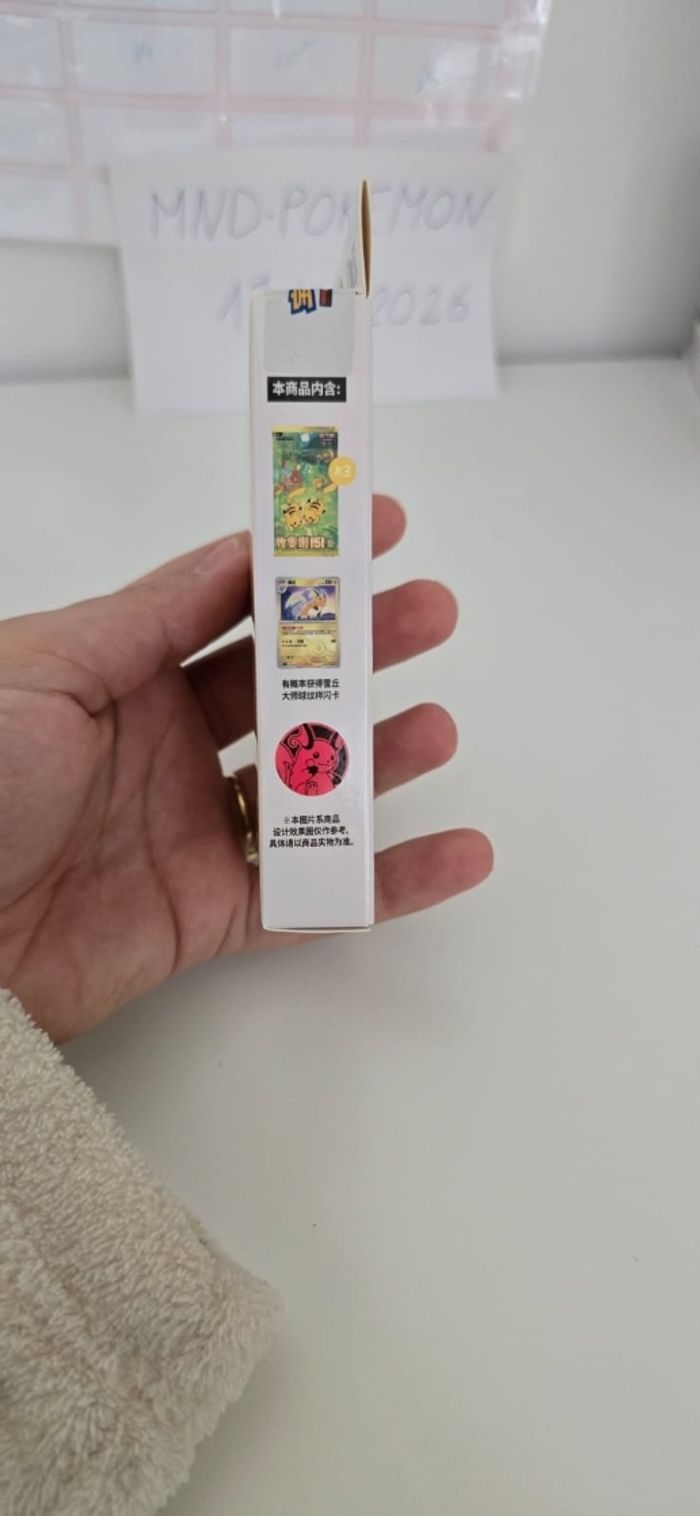 MND-POKEMON
2026
本商品内含:
X3
收集啦151
有概率获得雷丘
大师球纹样闪卡
※本图片系商品
设计效果图仅作参考,
具体请以商品实物为准。